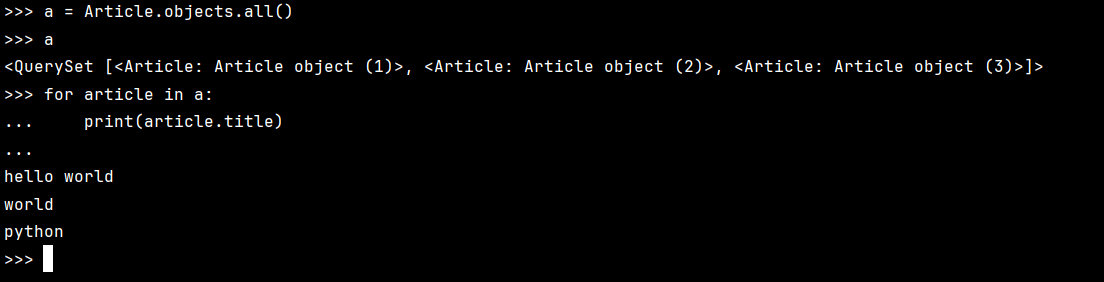 >>> a = Article.objects.all()
>>> a
<QuerySet [<Article: Article object (1)>, <Article: Article object (2)>, <Article: Article object (3)>]>
>>> for article in a:
...     print(article.title)
...
hello world
world
python
>>>